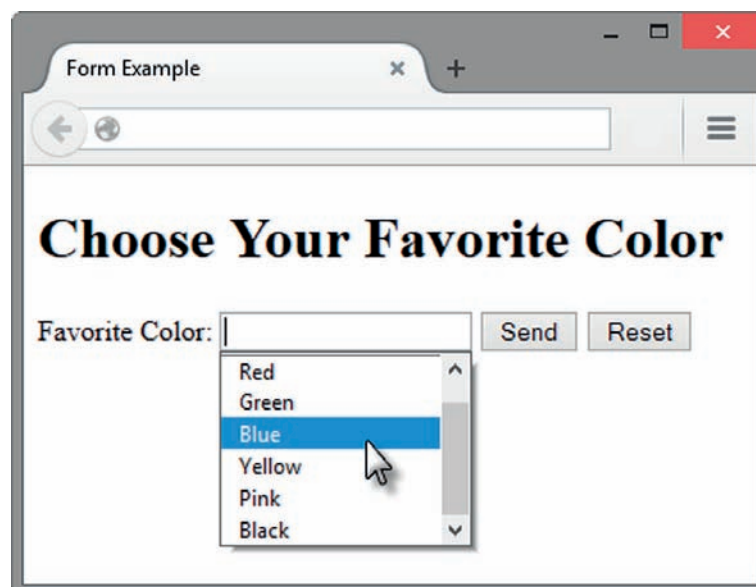 Form Example
Choose Your Favorite Color
Favorite Color: Send Reset
Red
Green
Blue
Yellow
Pink
Black